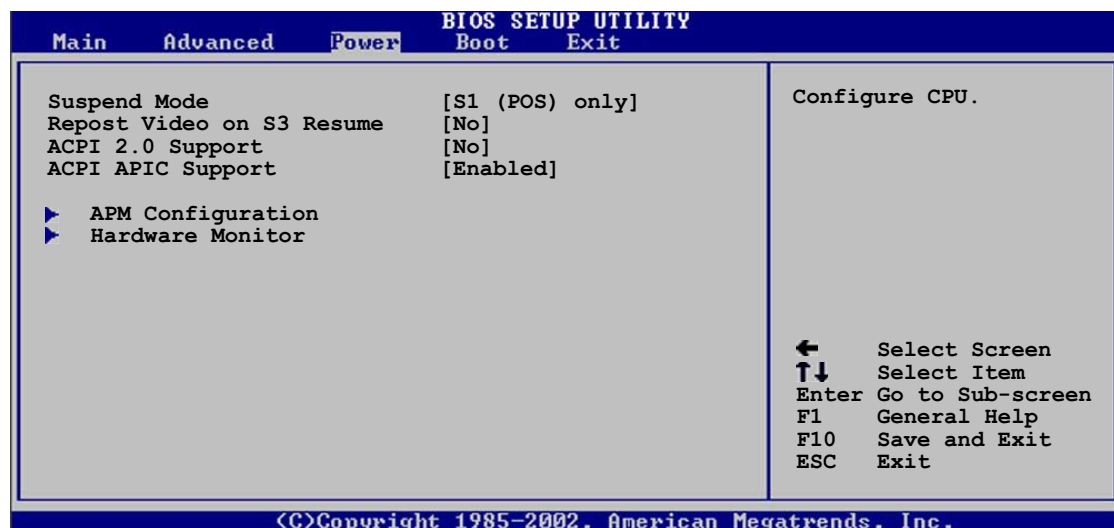 BIOS SETUP UTILITY
Main Advanced Power Boot Exit
Suspend Mode [S1 (POS) only]
Repost Video on S3 Resume [No]
ACPI 2.0 Support [No]
ACPI APIC Support [Enabled]
APM Configuration
Hardware Monitor
Configure CPU.
← Select Screen
↑↓ Select Item
Enter Go to Sub-screen
F1 General Help
F10 Save and Exit
ESC Exit
(C)Copyright 1985-2002, American Megatrends, Inc.